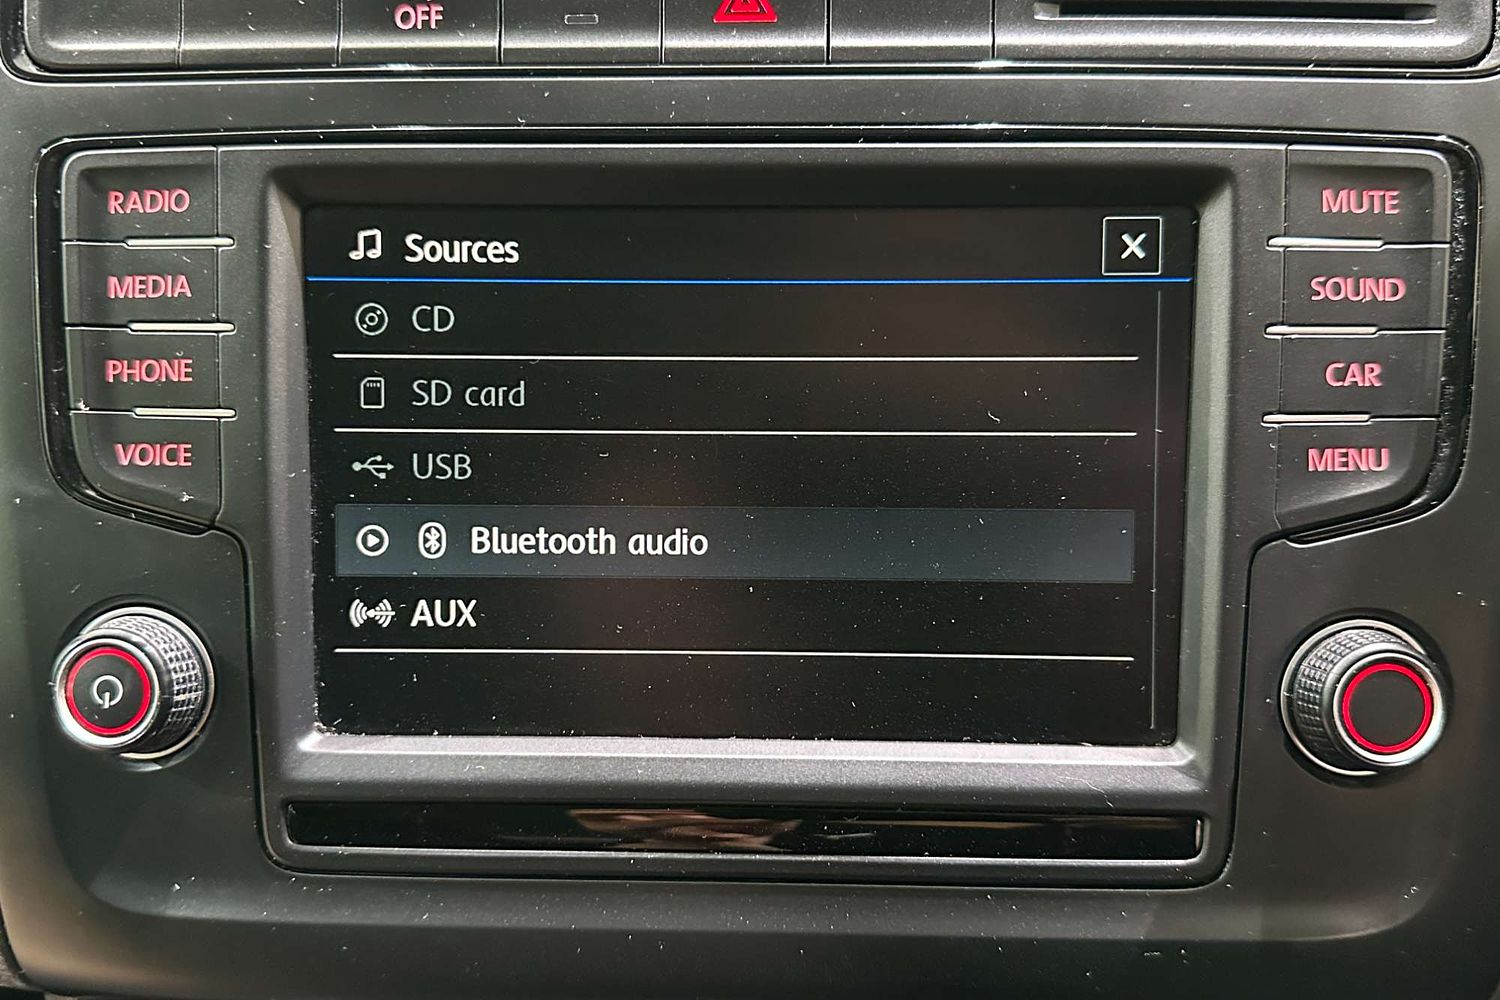 OFF
RADIO
MEDIA
PHONE
VOICE
Sources
CD
SD card
USB
Bluetooth audio
AUX
MUTE
SOUND
CAR
MENU